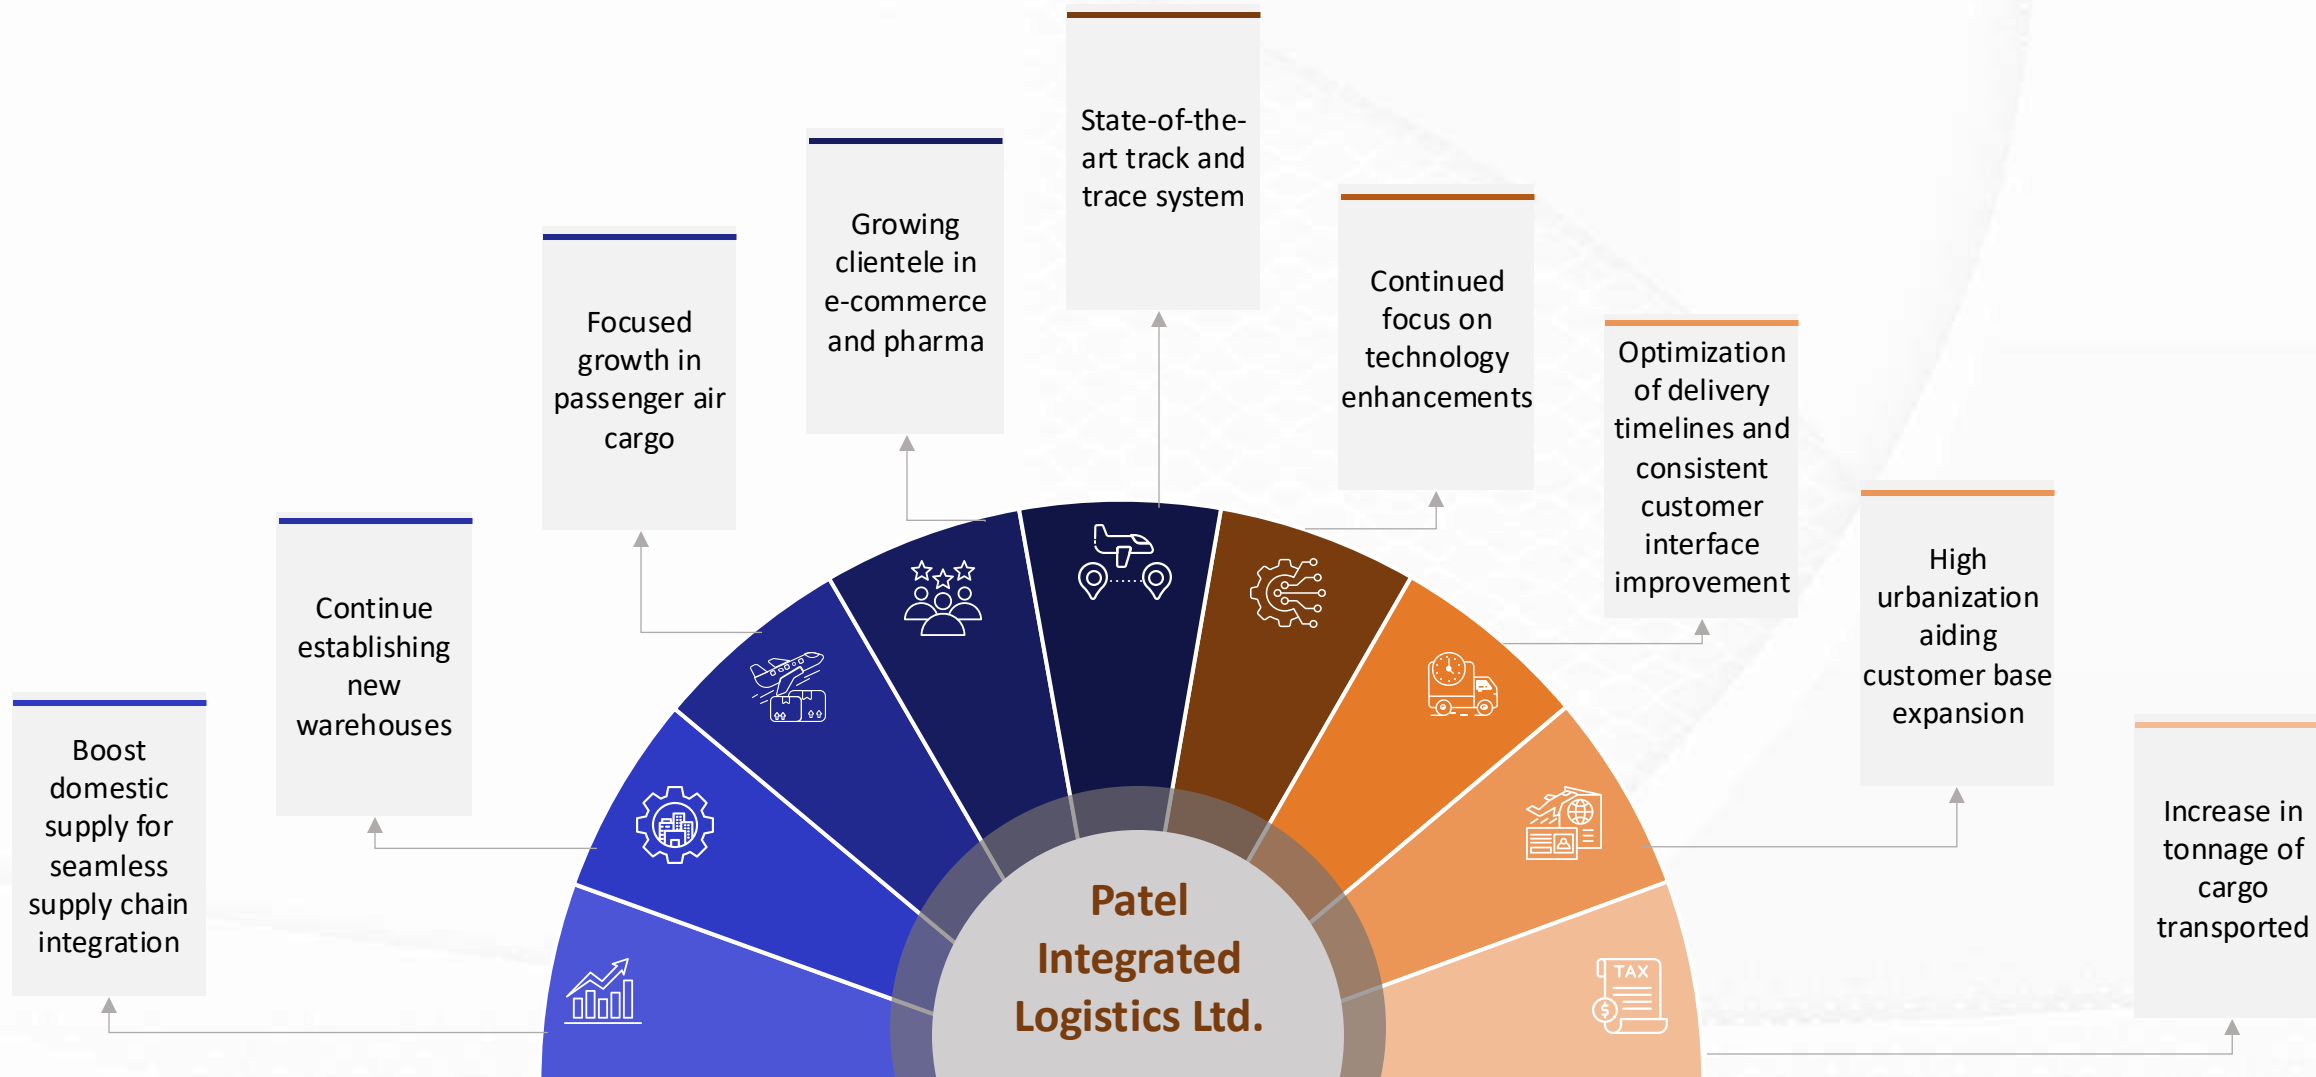 State-of-the-
art track and
trace system
Growing
clientele in
e-commerce
and pharma
Continued
focus on
technology
enhancements
Focused
growth in
passenger air
cargo
Optimization
of delivery
timelines and
consistent
customer
interface
improvement
Continue
establishing
new
warehouses
High
urbanization
aiding
customer base
expansion
Boost
domestic
supply for
seamless
supply chain
integration
Increase in
tonnage of
cargo
transported
Patel
Integrated
Logistics Ltd.
TAX
$